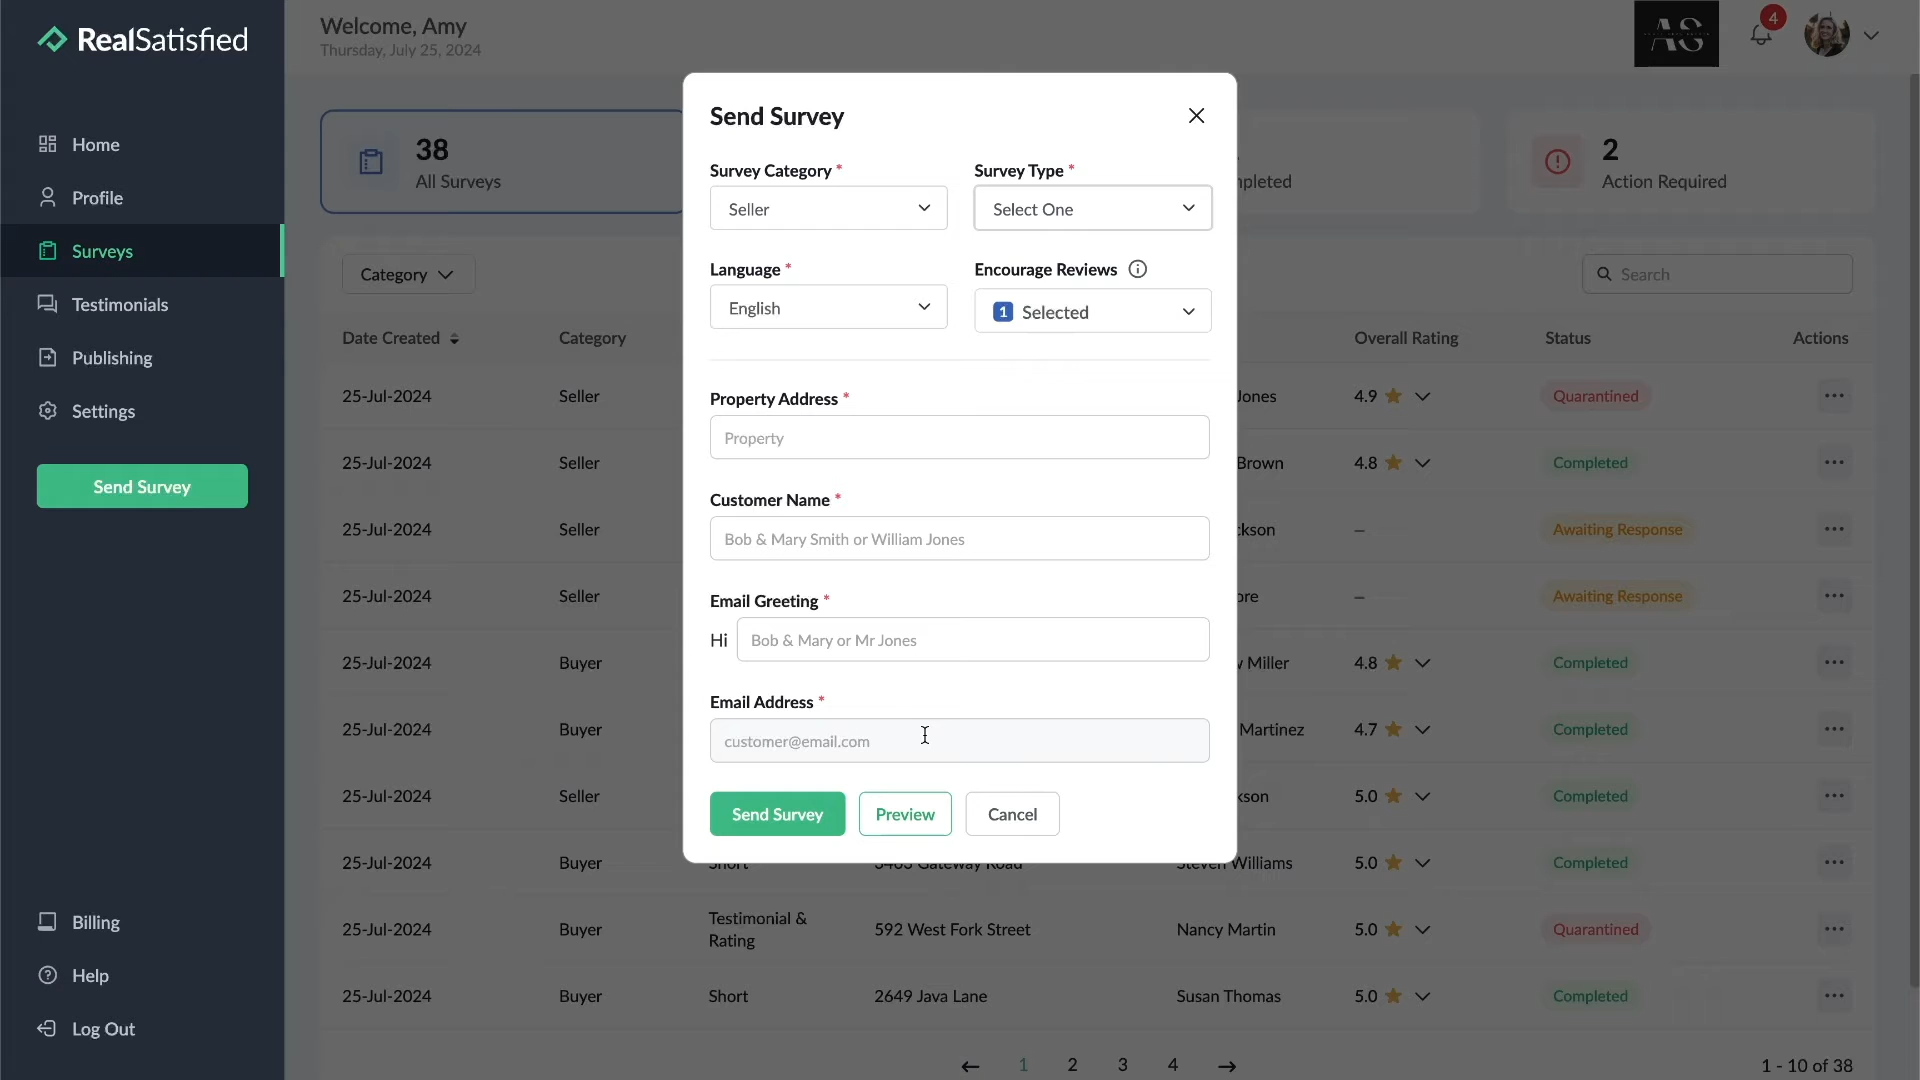 RealSatisfied
Welcome, Amy
Thursday, July 25, 2024
AS
4
Home
Profile
Surveys
Testimonials
Publishing
Settings
Send Survey
Billing
Help
Log Out
38
All Surveys
2
Action Required
Category
Search
Date Created Category Overall Rating Status Actions
25-Jul-2024 Seller Jones 4.9 Quarantined
25-Jul-2024 Seller Brown 4.8 Completed
25-Jul-2024 Seller – Awaiting Response
25-Jul-2024 Seller – Awaiting Response
25-Jul-2024 Buyer Miller 4.8 Completed
25-Jul-2024 Buyer Martinez 4.7 Completed
25-Jul-2024 Seller 5.0 Completed
25-Jul-2024 Buyer Short Gateway Road Steven Williams 5.0 Completed
25-Jul-2024 Buyer Testimonial &
Rating 592 West Fork Street Nancy Martin 5.0 Quarantined
25-Jul-2024 Buyer Short 2649 Java Lane Susan Thomas 5.0 Completed
← 1 2 3 4 →
1 - 10 of 38
Send Survey
Survey Category * Survey Type *
Seller Select One
Language * Encourage Reviews
English 1 Selected
Property Address *
Property
Customer Name *
Bob & Mary Smith or William Jones
Email Greeting *
Hi Bob & Mary or Mr Jones
Email Address *
customer@email.com
Send Survey Preview Cancel